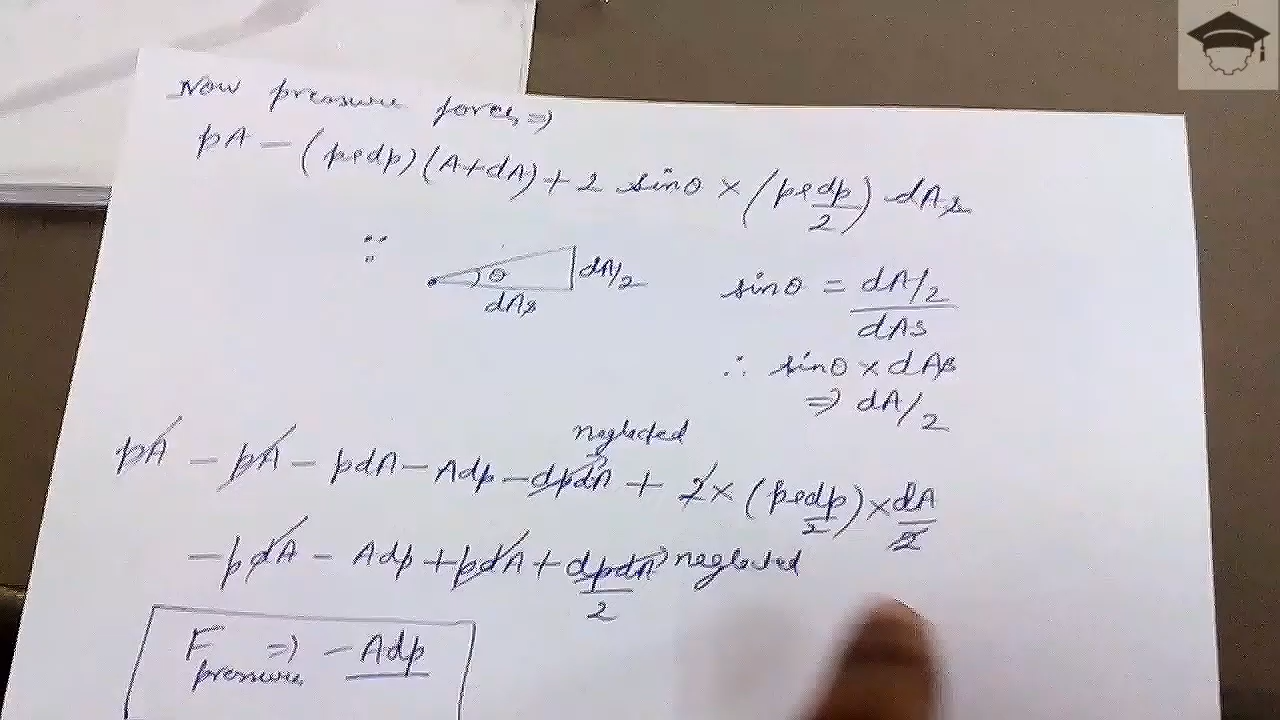 Now pressure force, ⇒
pA − (p+dp)(A+dA) + 2 sinθ × (p+dp/2) dAs
∵ θ dA/2
dAs
sinθ = dA/2 / dAs
∴ sinθ × dAs
⇒ dA/2
neglected
pA − pA − pdA − Adp − dpdA + 2 × (p+dp/2) × dA/2
− pdA − Adp + pdA + dpdA/2 neglected
F pressure ⇒ − Adp